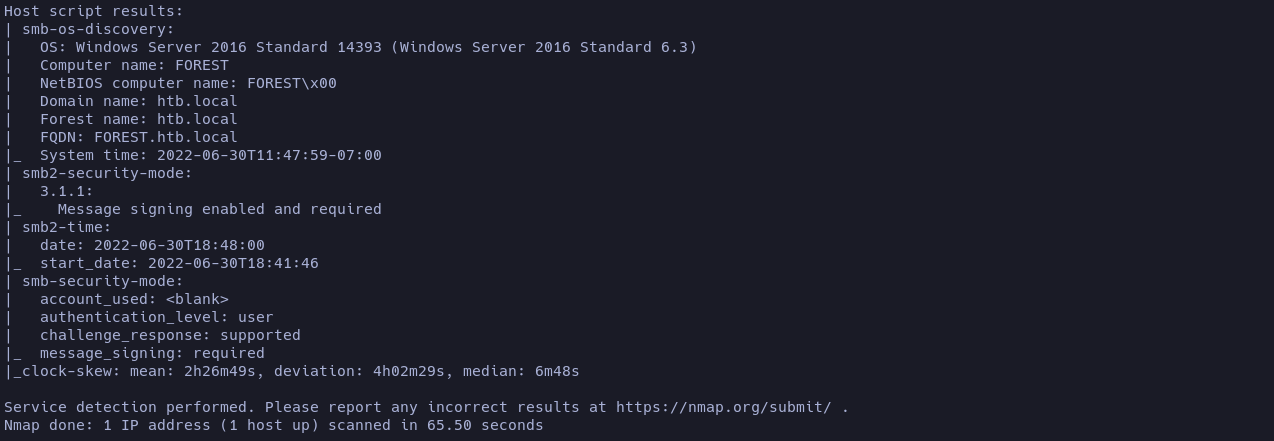 Host script results:
| smb-os-discovery:
|   OS: Windows Server 2016 Standard 14393 (Windows Server 2016 Standard 6.3)
|   Computer name: FOREST
|   NetBIOS computer name: FOREST\x00
|   Domain name: htb.local
|   Forest name: htb.local
|   FQDN: FOREST.htb.local
|_  System time: 2022-06-30T11:47:59-07:00
| smb2-security-mode:
|   3.1.1:
|_    Message signing enabled and required
| smb2-time:
|   date: 2022-06-30T18:48:00
|_  start_date: 2022-06-30T18:41:46
| smb-security-mode:
|   account_used: <blank>
|   authentication_level: user
|   challenge_response: supported
|_  message_signing: required
|_clock-skew: mean: 2h26m49s, deviation: 4h02m29s, median: 6m48s

Service detection performed. Please report any incorrect results at https://nmap.org/submit/ .
Nmap done: 1 IP address (1 host up) scanned in 65.50 seconds